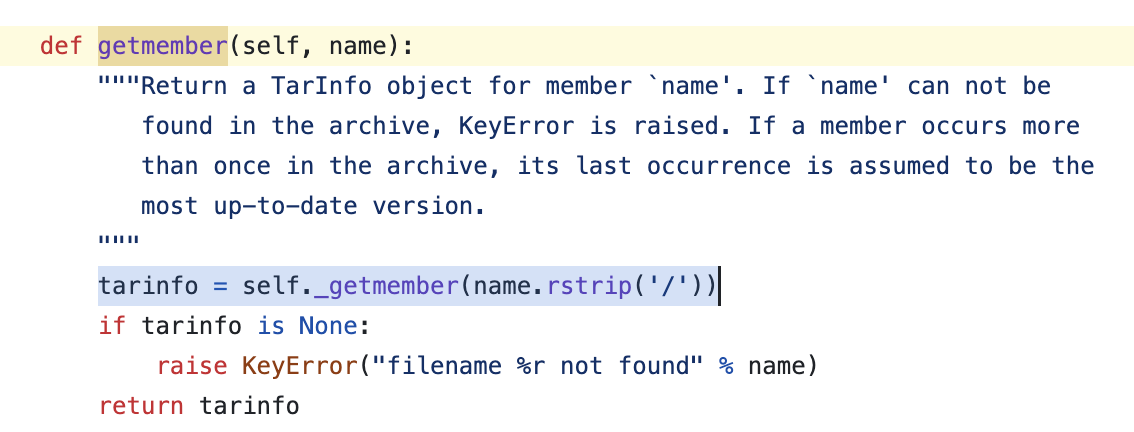 def getmember(self, name):
"""Return a TarInfo object for member `name'. If `name' can not be
found in the archive, KeyError is raised. If a member occurs more
than once in the archive, its last occurrence is assumed to be the
most up-to-date version.
"""
tarinfo = self._getmember(name.rstrip('/'))
if tarinfo is None:
raise KeyError("filename %r not found" % name)
return tarinfo